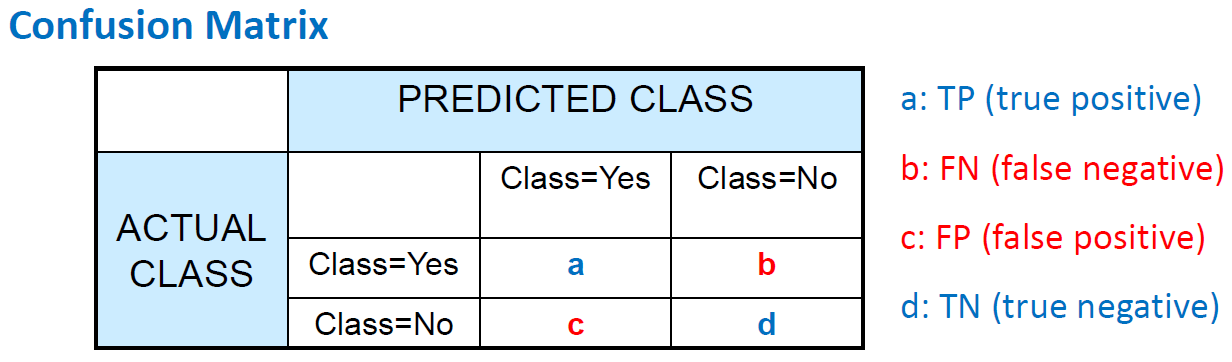 Confusion Matrix
PREDICTED CLASS
ACTUAL
CLASS
Class=Yes Class=No
Class=Yes a b
Class=No c d
a: TP (true positive)
b: FN (false negative)
c: FP (false positive)
d: TN (true negative)